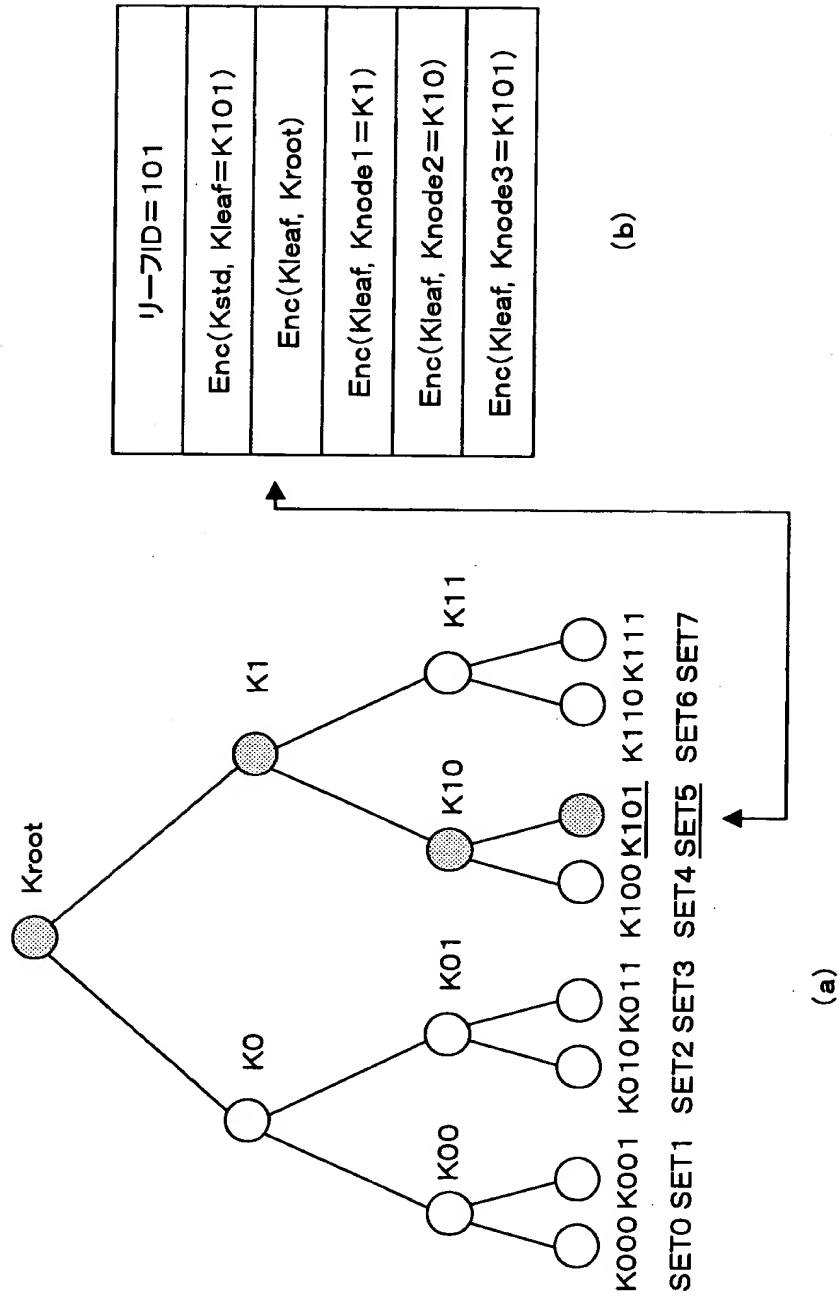 Kroot
K0
K1
K00
K01
K10
K11
K000 K001 K010 K011 K100 K101 K110 K111
SET0 SET1 SET2 SET3 SET4 SET5 SET6 SET7
(a)
リーフID=101
Enc(Kstd, Kleaf=K101)
Enc(Kleaf, Kroot)
Enc(Kleaf, Knode1=K1)
Enc(Kleaf, Knode2=K10)
Enc(Kleaf, Knode3=K101)
(b)